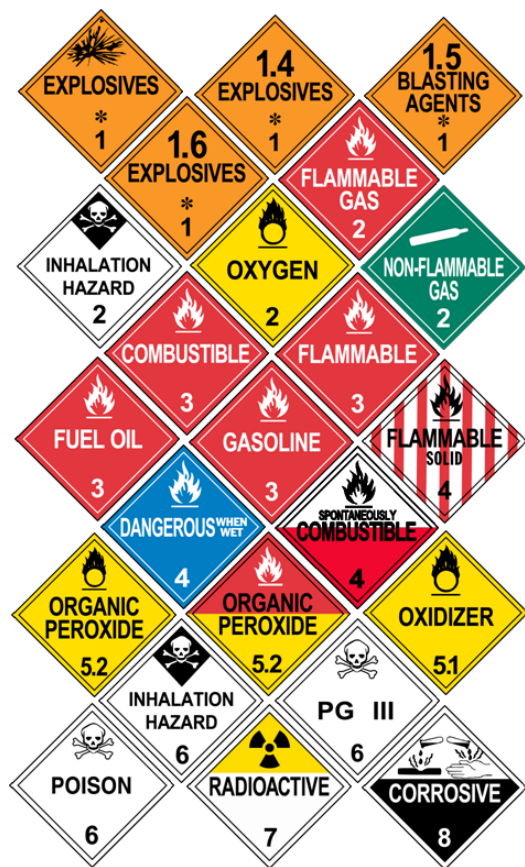 EXPLOSIVES
*
1
1.4
EXPLOSIVES
*
1
1.5
BLASTING
AGENTS
*
1
1.6
EXPLOSIVES
*
1
FLAMMABLE
GAS
2
INHALATION
HAZARD
2
OXYGEN
2
NON-FLAMMABLE
GAS
2
COMBUSTIBLE
3
FLAMMABLE
3
FUEL OIL
3
GASOLINE
3
FLAMMABLE
SOLID
4
DANGEROUS WHEN WET
4
SPONTANEOUSLY
COMBUSTIBLE
4
ORGANIC
PEROXIDE
5.2
ORGANIC
PEROXIDE
5.2
OXIDIZER
5.1
INHALATION
HAZARD
6
PG III
6
POISON
6
RADIOACTIVE
7
CORROSIVE
8